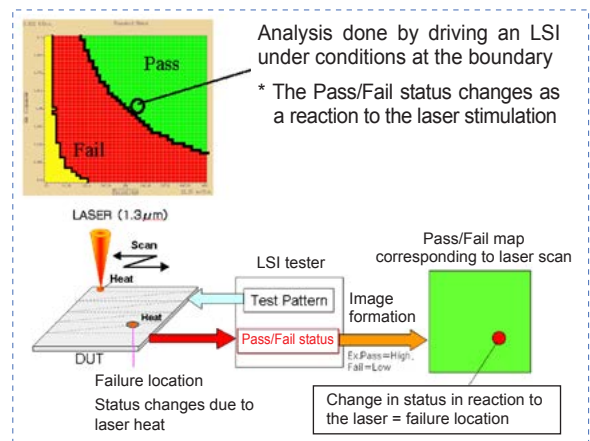 Analysis done by driving an LSI
under conditions at the boundary
* The Pass/Fail status changes as
a reaction to the laser stimulation
Pass
Fail
LASER (1.3μm)
Scan
Heat
Heat
DUT
Failure location
Status changes due to
laser heat
LSI tester
Test Pattern
Pass/Fail status
Image
formation
Ex.Pass=High,
Fail=Low
Pass/Fail map
corresponding to laser scan
Change in status in reaction to
the laser = failure location